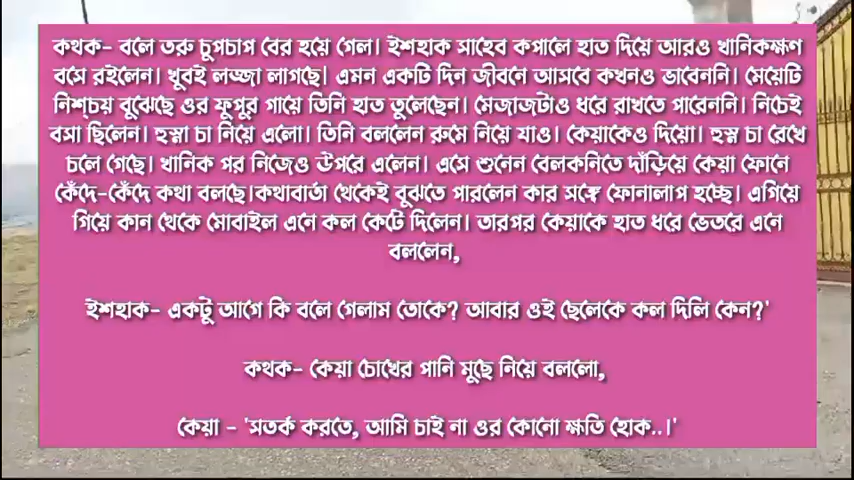 কথক- বলে তরু চুপচাপ বের হয়ে গেল। ইশহাক সাহেব কপালে হাত দিয়ে আরও খানিকক্ষণ
বসে রইলেন। খুবই লজ্জা লাগছে। এমন একটি দিন জীবনে আসবে কখনও ভাবেননি। মেয়েটি
নিশ্চয় বুঝেছে ওর ফুপুর গায়ে তিনি হাত তুলেছেন। মেজাজটাও ধরে রাখতে পারেননি। নিচেই
বসা ছিলেন। হুস্না চা নিয়ে এলো। তিনি বললেন রুমে নিয়ে যাও। কেয়াকেও দিয়ো। হুস্ন চা রেখে
চলে গেছে। খানিক পর নিজেও উপরে এলেন। এসে শুনেন বেলকনিতে দাঁড়িয়ে কেয়া ফোনে
কেঁদে-কেঁদে কথা বলছে।কথাবার্তা থেকেই বুঝতে পারলেন কার সঙ্গে ফোনালাপ হচ্ছে। এগিয়ে
গিয়ে কান থেকে মোবাইল এনে কল কেটে দিলেন। তারপর কেয়াকে হাত ধরে ভেতরে এনে
বললেন,
ইশহাক- একটু আগে কি বলে গেলাম তোকে? আবার ওই ছেলেকে কল দিলি কেন?'
কথক- কেয়া চোখের পানি মুছে নিয়ে বললো,
কেয়া - 'সতর্ক করতে, আমি চাই না ওর কোনো ক্ষতি হোক..।'